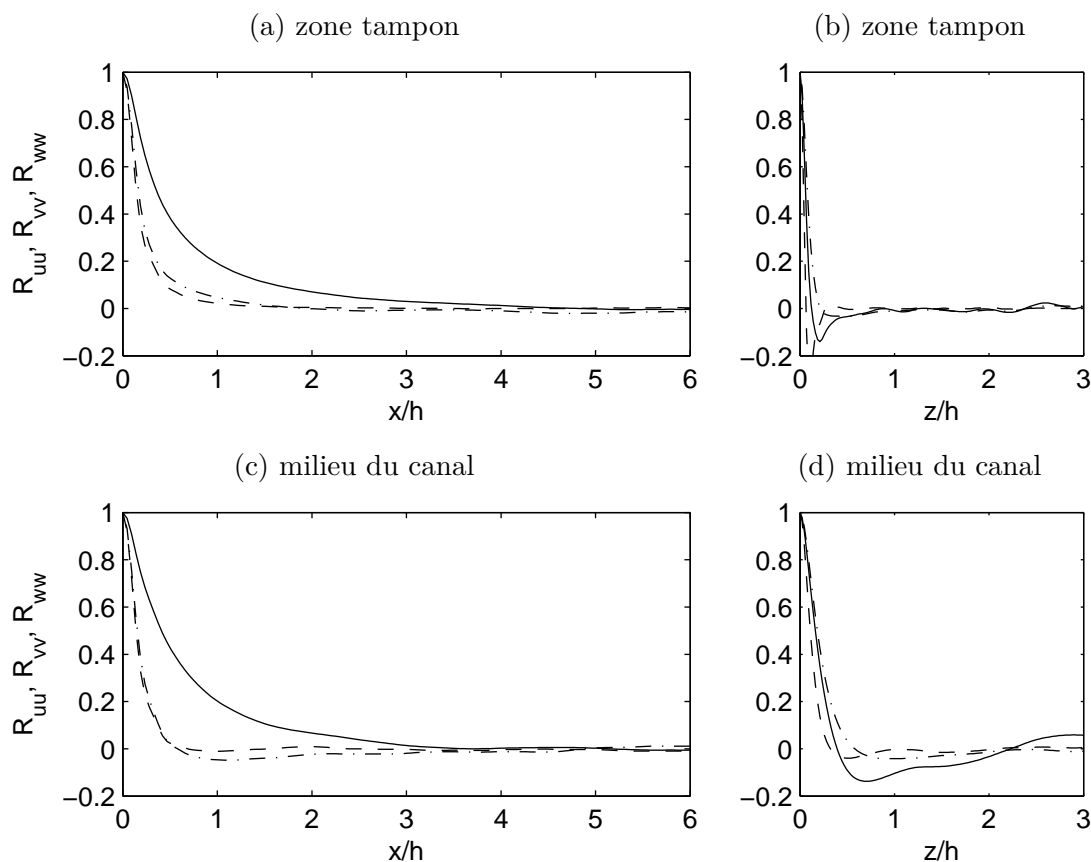 (a) zone tampon
(b) zone tampon
1
0.8
0.6
0.4
0.2
0
−0.2
R_uu, R_vv, R_ww
0 1 2 3 4 5 6
x/h
1
0.8
0.6
0.4
0.2
0
−0.2
0 1 2 3
z/h
(c) milieu du canal
(d) milieu du canal
1
0.8
0.6
0.4
0.2
0
−0.2
R_uu, R_vv, R_ww
0 1 2 3 4 5 6
x/h
1
0.8
0.6
0.4
0.2
0
−0.2
0 1 2 3
z/h